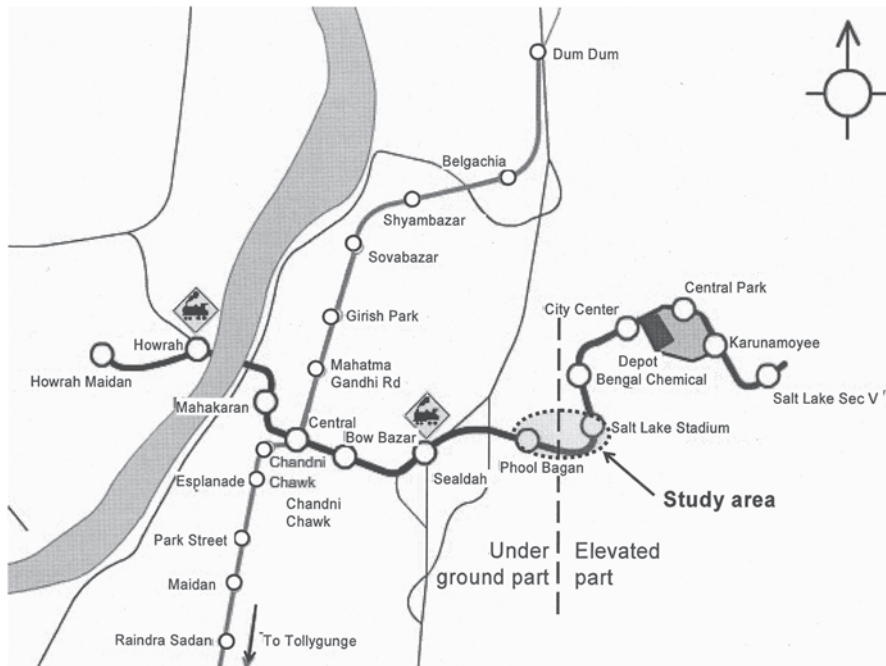 Dum Dum
Belgachia
Shyambazar
Sovabazar
Central Park
City Center
Girish Park
Howrah
Karunamoyee
Depot
Mahatma
Gandhi Rd
Howrah Maidan
Bengal Chemical
Salt Lake Sec V
Mahakaran
Central
Bow Bazar
Salt Lake Stadium
Chandni
Chawk
Phool Bagan
Sealdah
Esplanade
Chandni
Chawk
Study area
Park Street
Under
ground part
Elevated
part
Maidan
Raindra Sadan
To Tollygunge